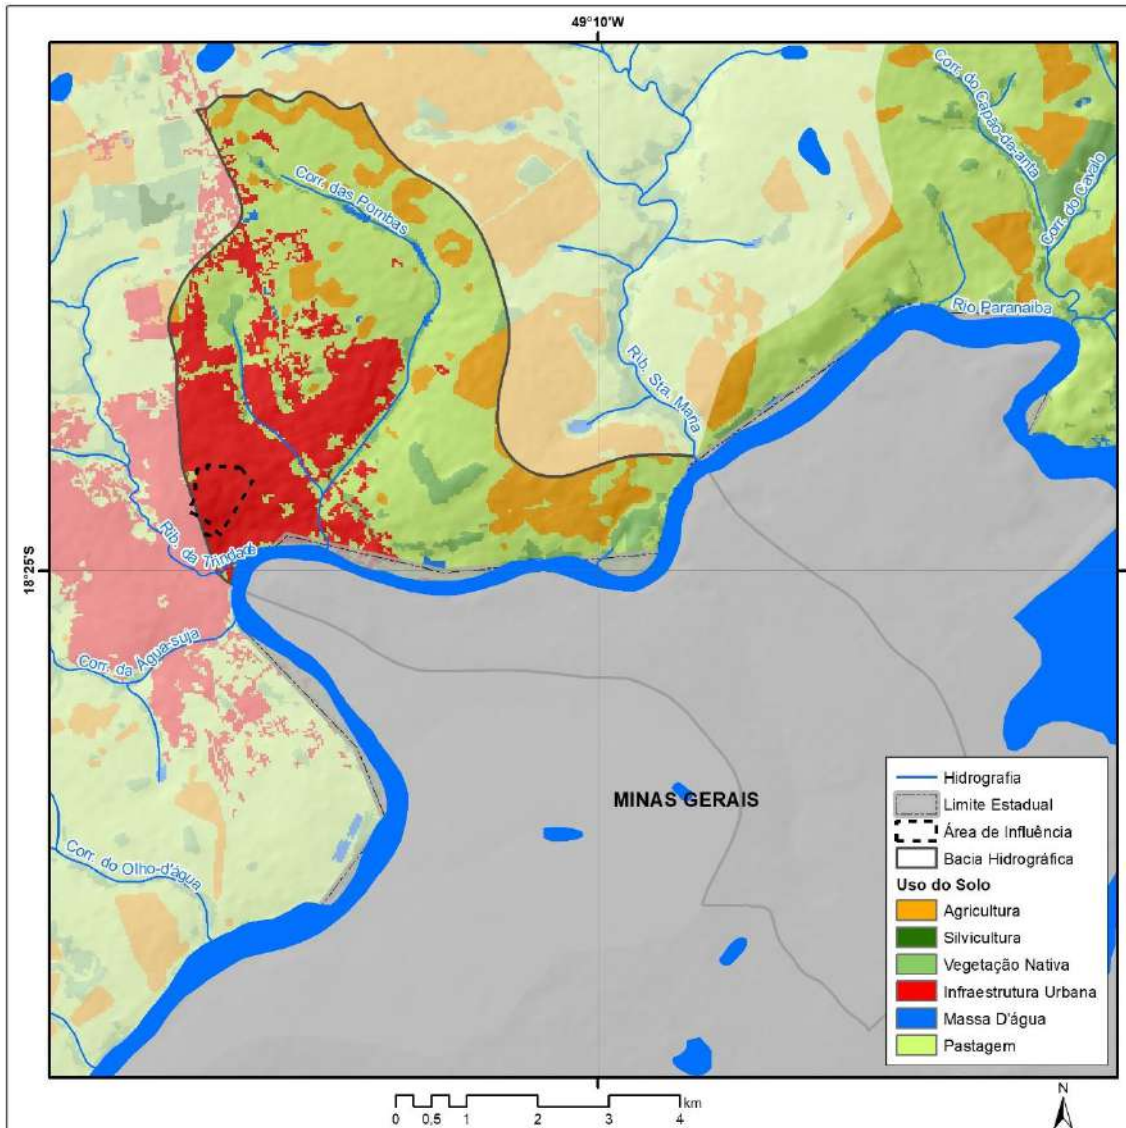 49°10'W
Corr. do Capão-da-anta
Corr. do Cavalo
Corr. das Pombas
Rio Paranaiba
Rib. Sta. Maria
Rib. da Trindade
18°25'S
Corr. da Água-suja
MINAS GERAIS
Corr. do Olho-d'água
Hidrografia
Limite Estadual
Área de Influência
Bacia Hidrográfica
Uso do Solo
Agricultura
Silvicultura
Vegetação Nativa
Infraestrutura Urbana
Massa D'água
Pastagem
km
0 0,5 1 2 3 4
N